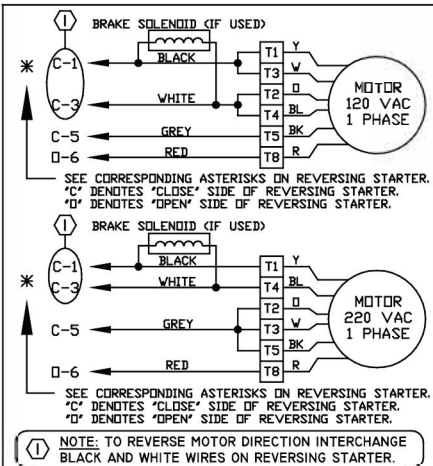 1 BRAKE SOLENOID (IF USED)
* C-1 BLACK T1 Y
T3 W
C-3 WHITE T2 O
T4 BL
C-5 GREY T5 BK
O-6 RED T8 R
MOTOR
120 VAC
1 PHASE
SEE CORRESPONDING ASTERISKS ON REVERSING STARTER.
"C" DENOTES "CLOSE" SIDE OF REVERSING STARTER.
"O" DENOTES "OPEN" SIDE OF REVERSING STARTER.
1 BRAKE SOLENOID (IF USED)
* C-1 BLACK T1 Y
C-3 WHITE T4 BL
T2 O
C-5 GREY T3 W
T5 BK
O-6 RED T8 R
MOTOR
220 VAC
1 PHASE
SEE CORRESPONDING ASTERISKS ON REVERSING STARTER.
"C" DENOTES "CLOSE" SIDE OF REVERSING STARTER.
"O" DENOTES "OPEN" SIDE OF REVERSING STARTER.
1 NOTE: TO REVERSE MOTOR DIRECTION INTERCHANGE
BLACK AND WHITE WIRES ON REVERSING STARTER.